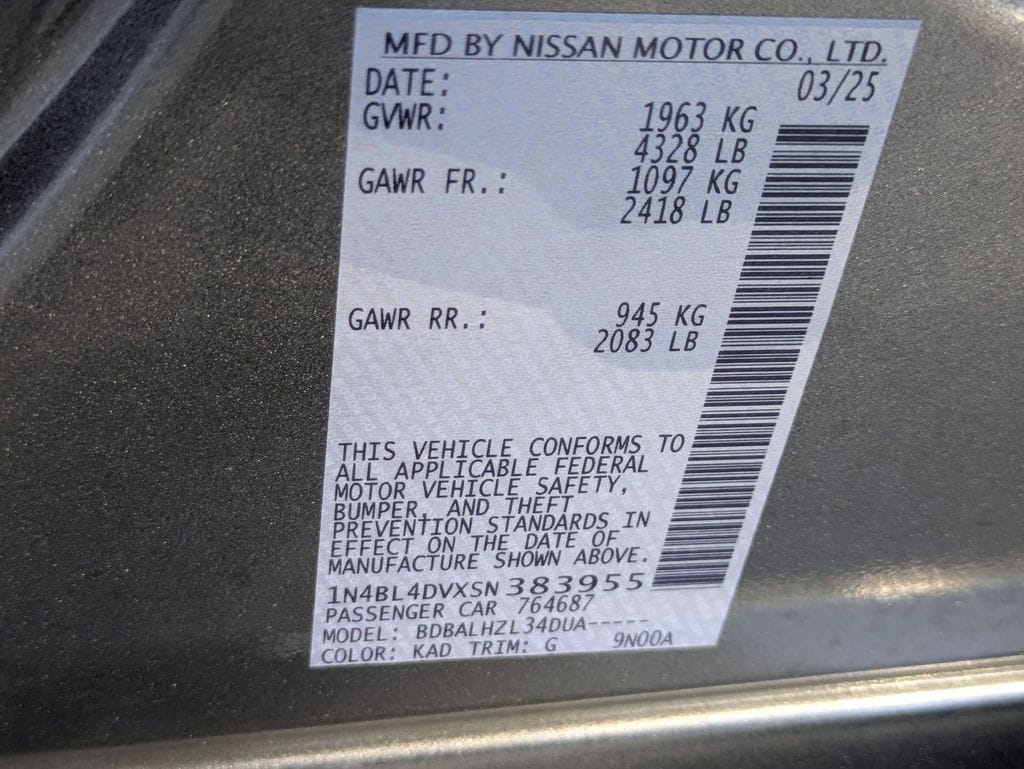 MFD BY NISSAN MOTOR CO., LTD.
DATE: 03/25
GVWR: 1963 KG
4328 LB
GAWR FR.: 1097 KG
2418 LB
GAWR RR.: 945 KG
2083 LB
THIS VEHICLE CONFORMS TO
ALL APPLICABLE FEDERAL
MOTOR VEHICLE SAFETY,
BUMPER, AND THEFT
PREVENTION STANDARDS IN
EFFECT ON THE DATE OF
MANUFACTURE SHOWN ABOVE.
1N4BL4DVXSN383955
PASSENGER CAR 764687
MODEL: BDBALHZL34DUA-----
COLOR: KAD TRIM: G 9N00A